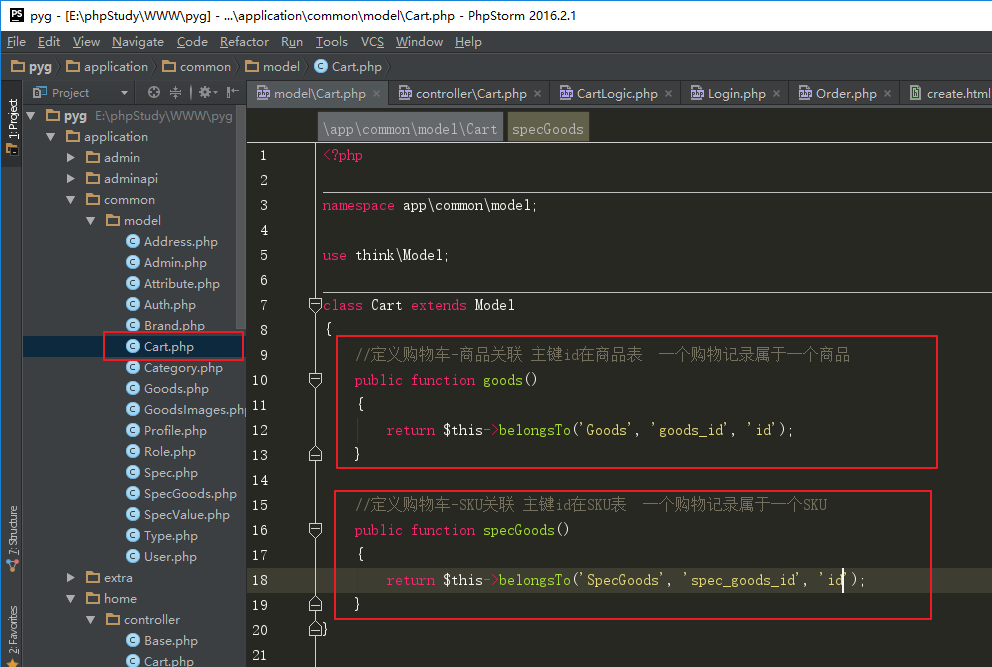 PS pyg - [E:\phpStudy\WWW\pyg] - ...\application\common\model\Cart.php - PhpStorm 2016.2.1
File Edit View Navigate Code Refactor Run Tools VCS Window Help
pyg application common model Cart.php
Project model\Cart.php controller\Cart.php CartLogic.php Login.php Order.php create.html
1: Project
7: Structure
2: Favorites
pyg E:\phpStudy\WWW\pyg
application
admin
adminapi
common
model
Address.php
Admin.php
Attribute.php
Auth.php
Brand.php
Cart.php
Category.php
Goods.php
GoodsImages.php
Profile.php
Role.php
Spec.php
SpecGoods.php
SpecValue.php
Type.php
User.php
extra
home
controller
Base.php
Cart.php
\app\common\model\Cart specGoods
1 <?php
2
3 namespace app\common\model;
4
5 use think\Model;
6
7 class Cart extends Model
8 {
9 //定义购物车-商品关联 主键id在商品表 一个购物记录属于一个商品
10 public function goods()
11 {
12 return $this->belongsTo('Goods', 'goods_id', 'id');
13 }
14
15 //定义购物车-SKU关联 主键id在SKU表 一个购物记录属于一个SKU
16 public function specGoods()
17 {
18 return $this->belongsTo('SpecGoods', 'spec_goods_id', 'id');
19 }
20 }
21